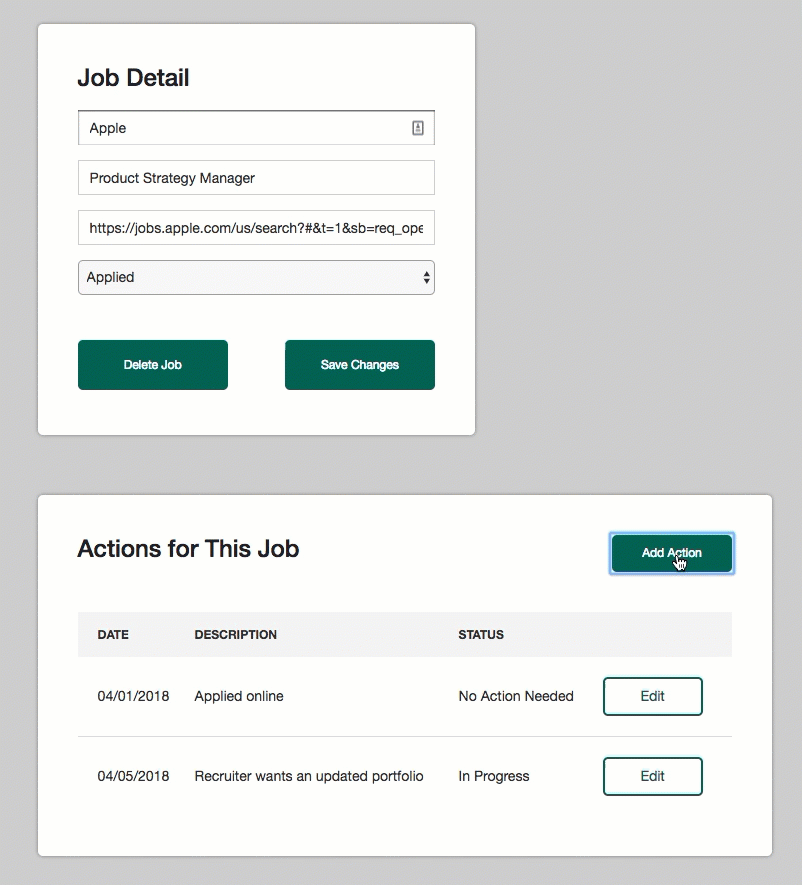 Job Detail
Apple
Product Strategy Manager
https://jobs.apple.com/us/search?#&t=1&sb=req_ope
Applied
Delete Job Save Changes
Actions for This Job Add Action
DATE DESCRIPTION STATUS
04/01/2018 Applied online No Action Needed Edit
04/05/2018 Recruiter wants an updated portfolio In Progress Edit